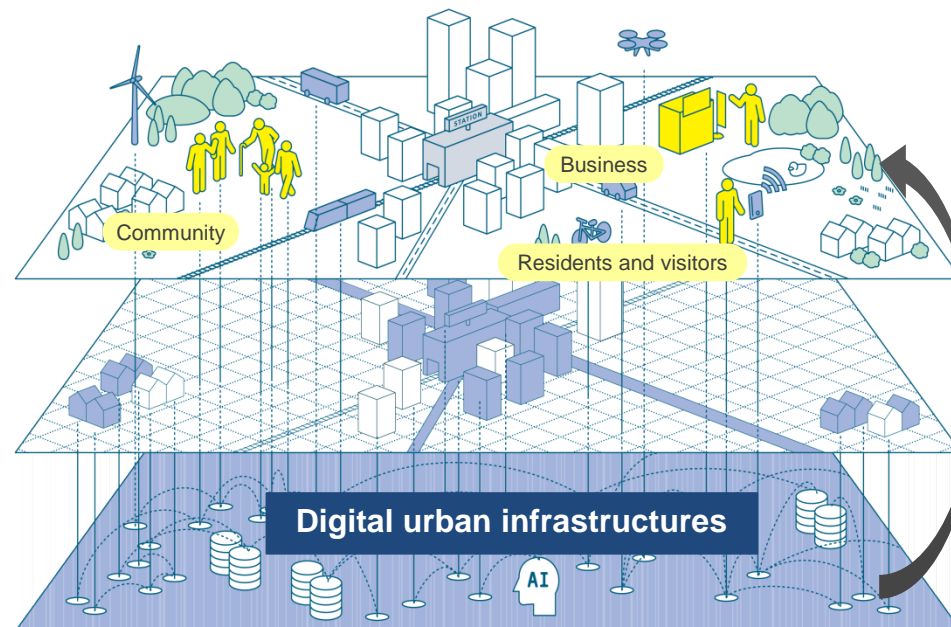 STATION
Business
Community
Residents and visitors
Digital urban infrastructures
AI